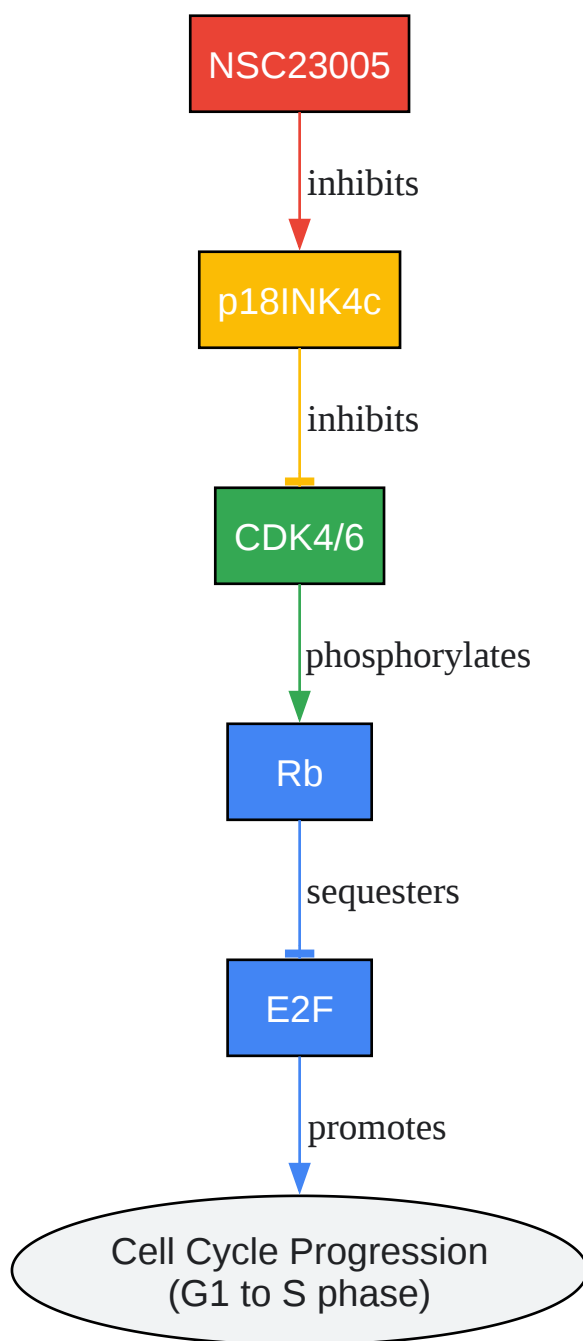 NSC23005
inhibits
p18INK4c
inhibits
CDK4/6
phosphorylates
Rb
sequesters
E2F
promotes
Cell Cycle Progression
(G1 to S phase)